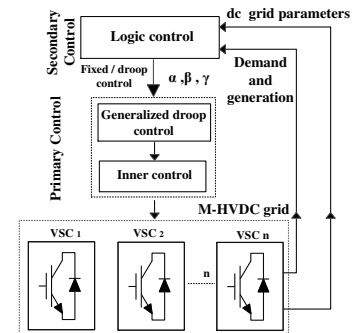 dc grid parameters
Secondary Control
Logic control
Demand and generation
Fixed / droop control
α ,β , γ
Primary Control
Generalized droop control
Inner control
M-HVDC grid
VSC 1
VSC 2
VSC n
n